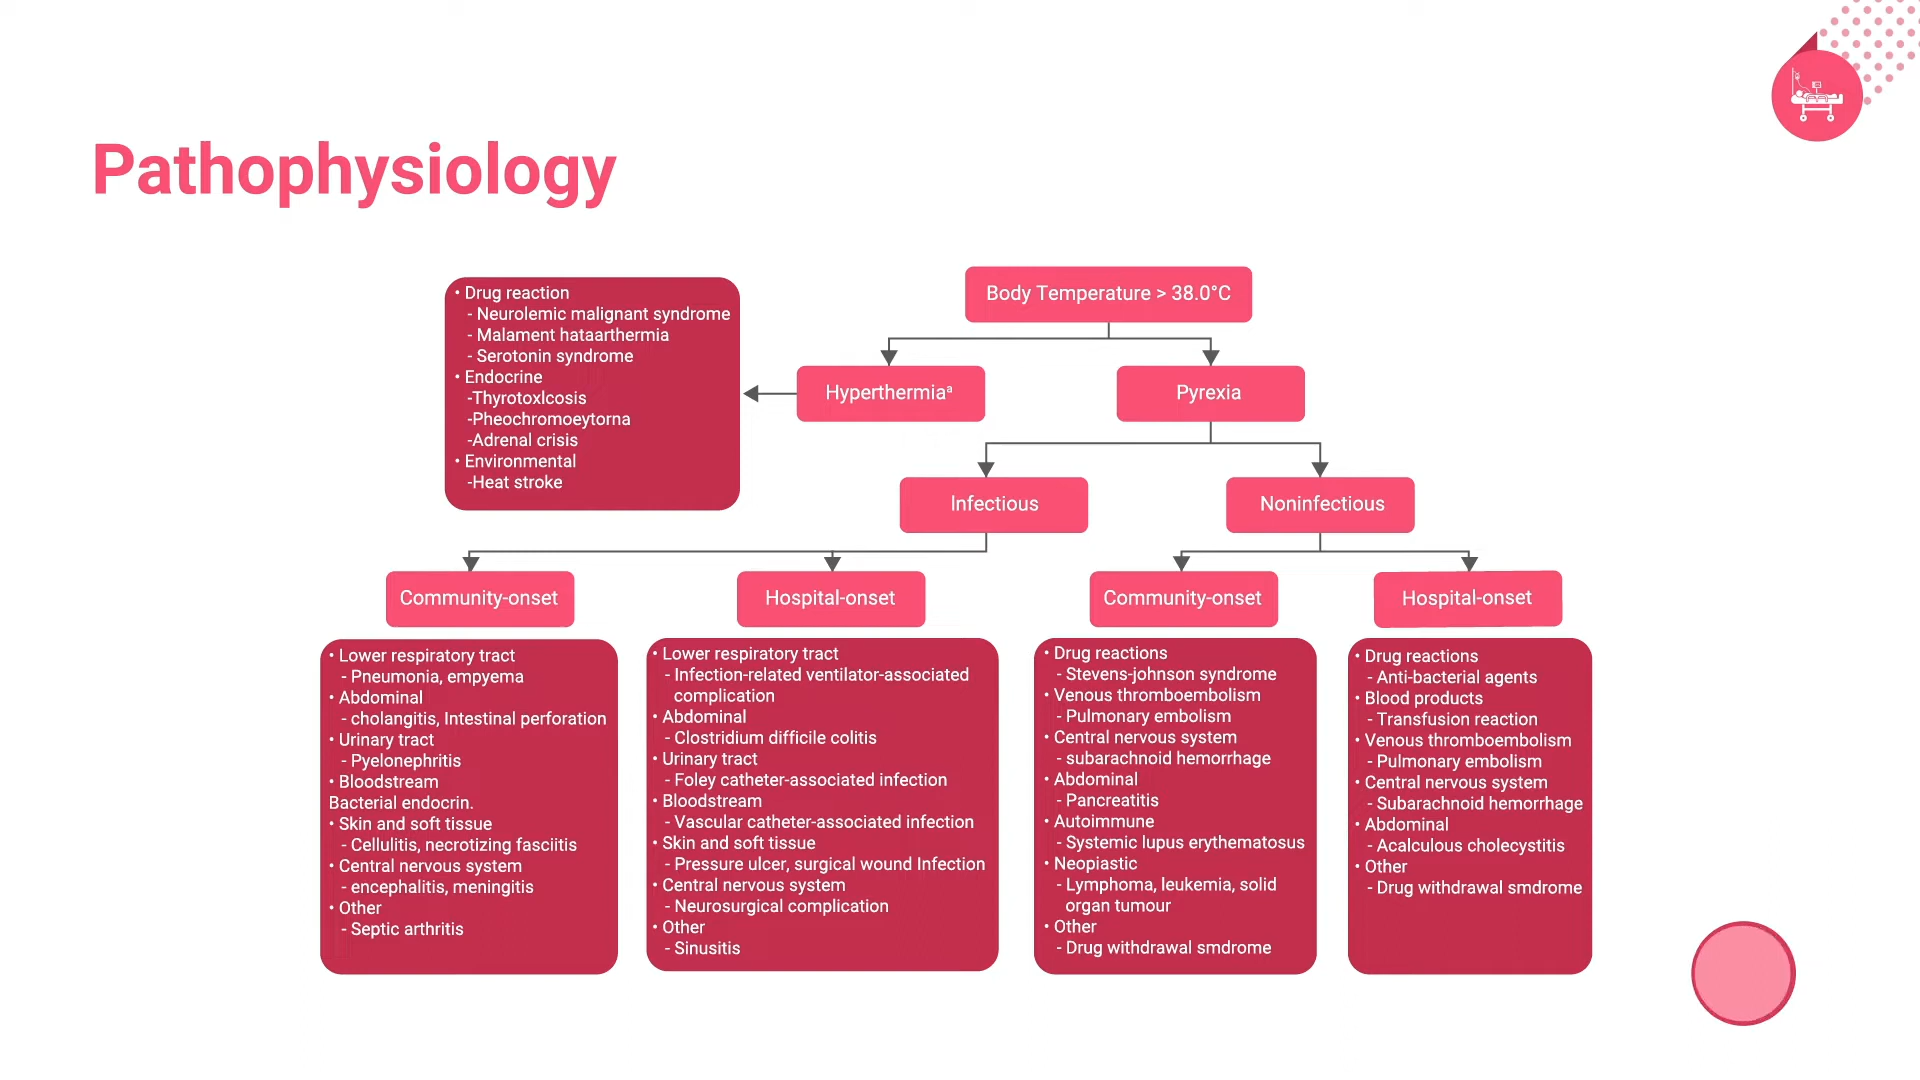 Pathophysiology
Body Temperature > 38.0°C
Hyperthermiaᵃ
Pyrexia
• Drug reaction
- Neurolemic malignant syndrome
- Malament hataarthermia
- Serotonin syndrome
• Endocrine
-Thyrotoxlcosis
-Pheochromoeytorna
-Adrenal crisis
• Environmental
-Heat stroke
Infectious
Noninfectious
Community-onset
• Lower respiratory tract
- Pneumonia, empyema
• Abdominal
- cholangitis, Intestinal perforation
• Urinary tract
- Pyelonephritis
• Bloodstream
Bacterial endocrin.
• Skin and soft tissue
- Cellulitis, necrotizing fasciitis
• Central nervous system
- encephalitis, meningitis
• Other
- Septic arthritis
Hospital-onset
• Lower respiratory tract
- Infection-related ventilator-associated
complication
• Abdominal
- Clostridium difficile colitis
• Urinary tract
- Foley catheter-associated infection
• Bloodstream
- Vascular catheter-associated infection
• Skin and soft tissue
- Pressure ulcer, surgical wound Infection
• Central nervous system
- Neurosurgical complication
• Other
- Sinusitis
Community-onset
• Drug reactions
- Stevens-johnson syndrome
• Venous thromboembolism
- Pulmonary embolism
• Central nervous system
- subarachnoid hemorrhage
• Abdominal
- Pancreatitis
• Autoimmune
- Systemic lupus erythematosus
• Neopiastic
- Lymphoma, leukemia, solid
organ tumour
• Other
- Drug withdrawal smdrome
Hospital-onset
• Drug reactions
- Anti-bacterial agents
• Blood products
- Transfusion reaction
• Venous thromboembolism
- Pulmonary embolism
• Central nervous system
- Subarachnoid hemorrhage
• Abdominal
- Acalculous cholecystitis
• Other
- Drug withdrawal smdrome